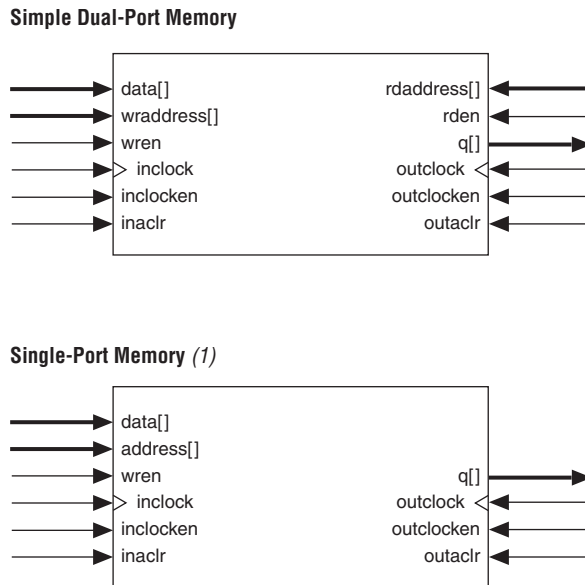 Simple Dual-Port Memory
data[] rdaddress[]
wraddress[] rden
wren q[]
inclock outclock
inclocken outclocken
inaclr outaclr
Single-Port Memory (1)
data[]
address[]
wren q[]
inclock outclock
inclocken outclocken
inaclr outaclr